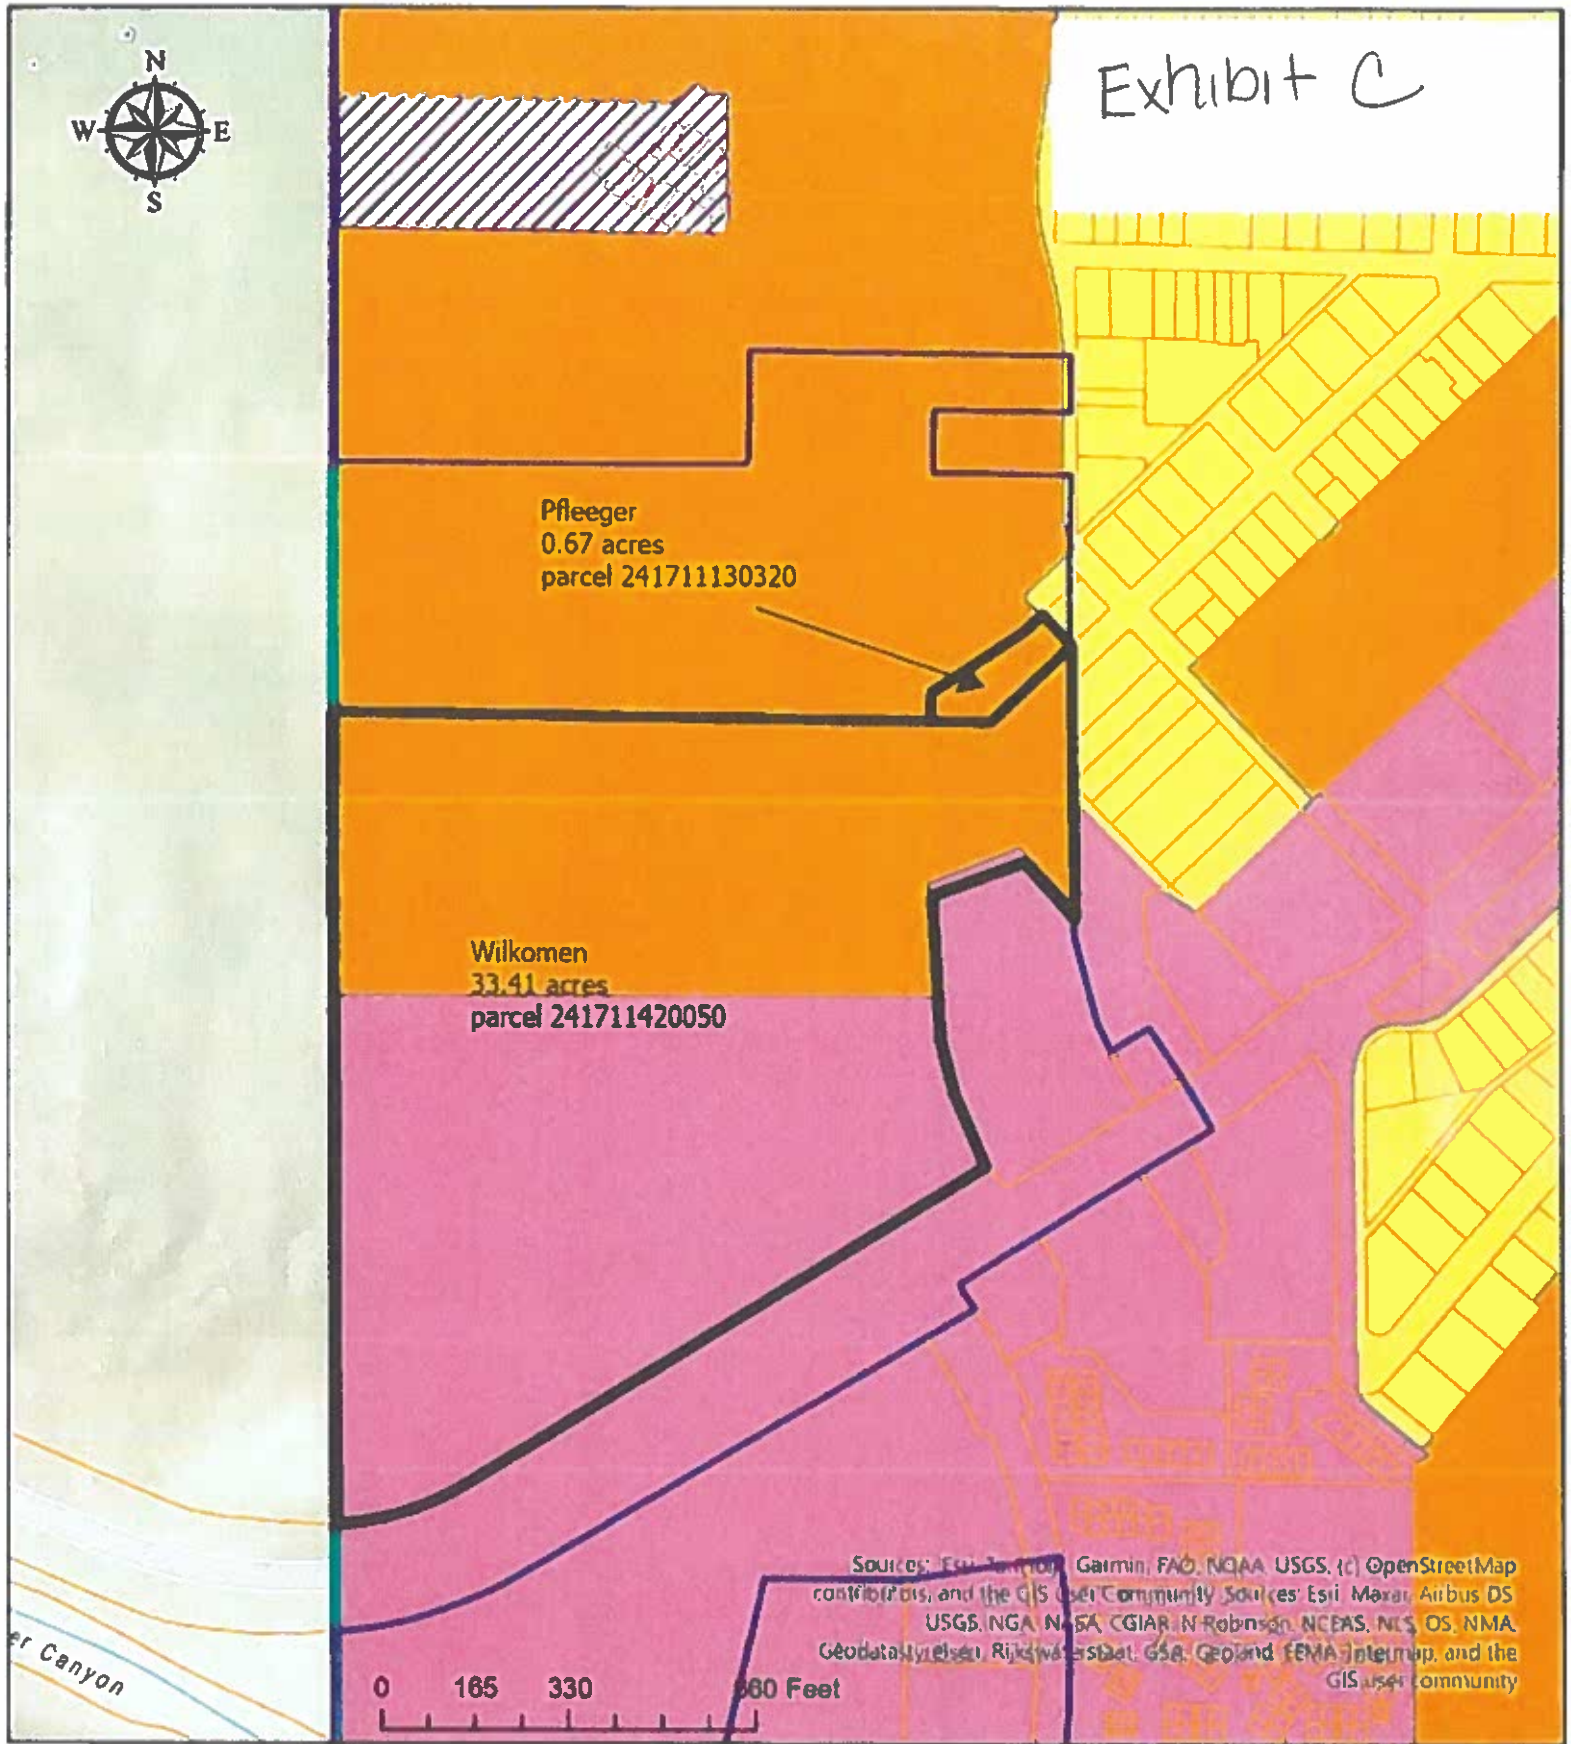 Exhibit C
N
W E
S
Pfleeger
0.67 acres
parcel 241711130320
Wilkomen
33.41 acres
parcel 241711420050
Sources: Esri, Garmin, FAO, NOAA, USGS, (c) OpenStreetMap
contributors, and the GIS User Community Sources: Esri, Maxar, Airbus DS
USGS, NGA, NASA, CGIAR, N Robinson, NCEAS, NLS, OS, NMA,
Geodatastyrelsen, Rijkswaterstaat, GSA, Geoland, FEMA, Intermap, and the
GIS user community
er Canyon
0 165 330 660 Feet